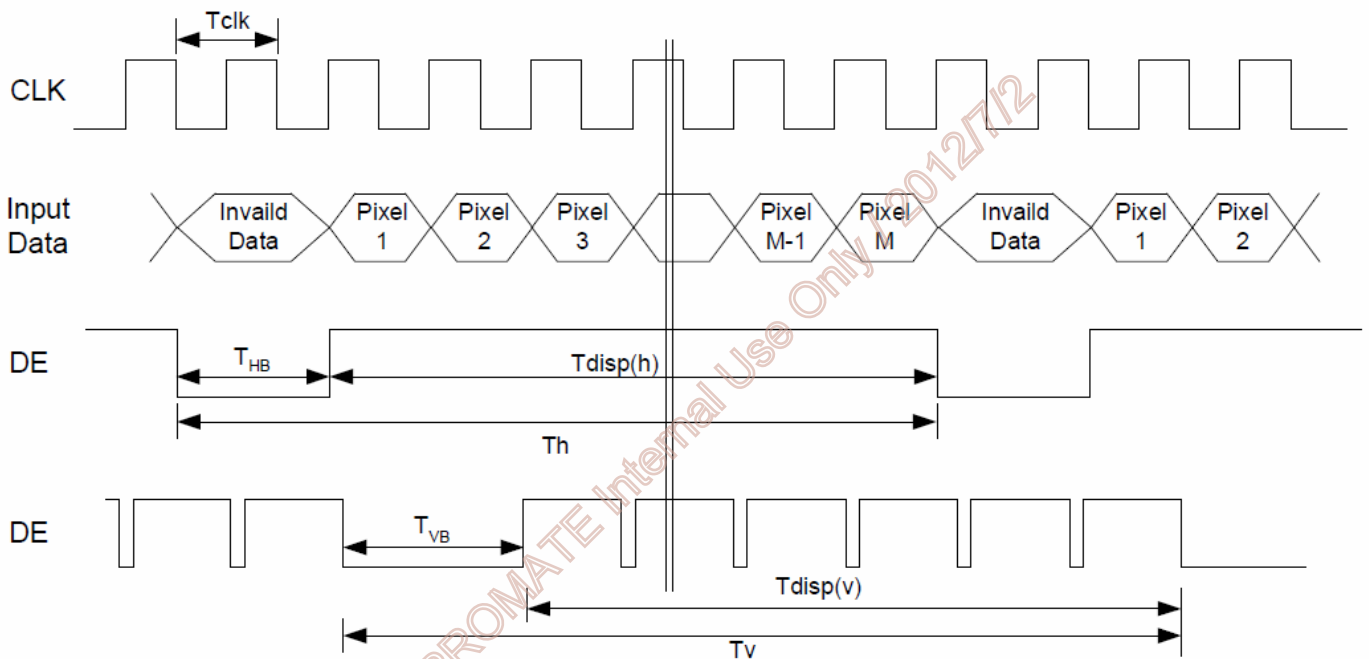 Tclk
CLK
Input
Data
Invaild
Data
Pixel
1
Pixel
2
Pixel
3
Pixel
M-1
Pixel
M
Invaild
Data
Pixel
1
Pixel
2
DE
THB
Tdisp(h)
Th
DE
TVB
Tdisp(v)
Tv
PROMATE Internal Use Only / 2012/7/2